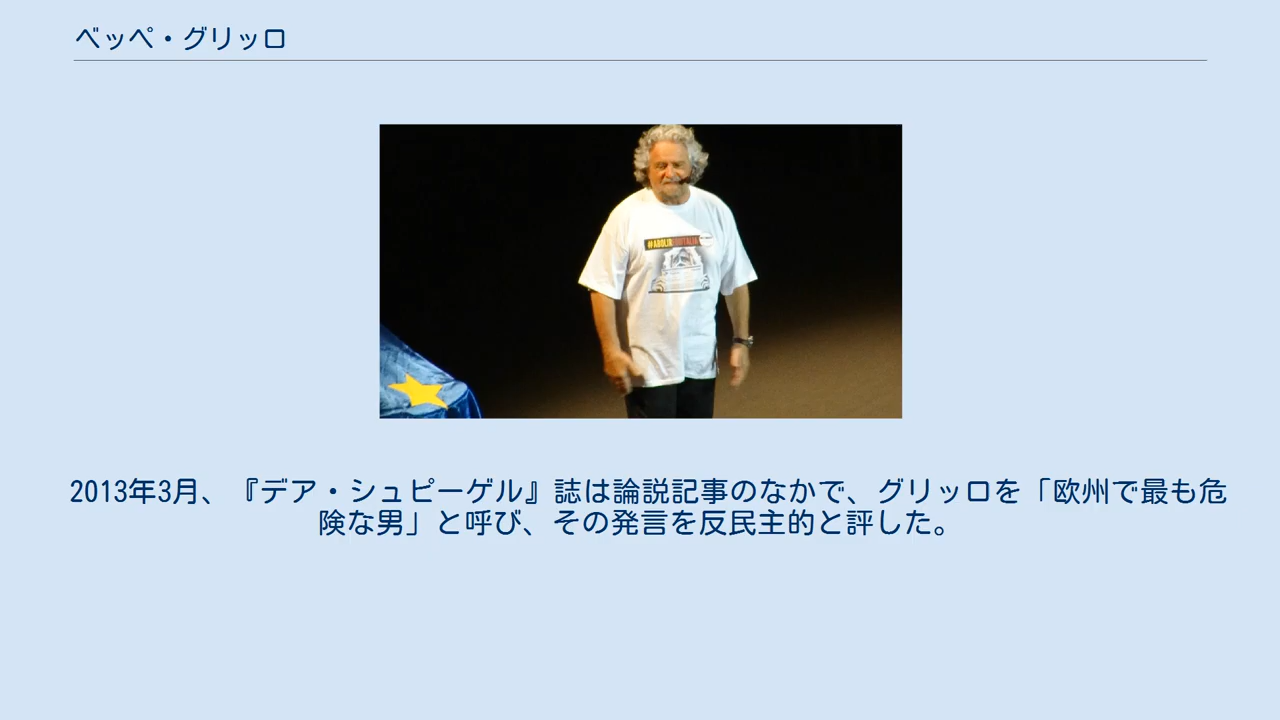 ベッペ・グリッロ
2013年3月、『デア・シュピーゲル』誌は論説記事のなかで、グリッロを「欧州で最も危
険な男」と呼び、その発言を反民主的と評した。